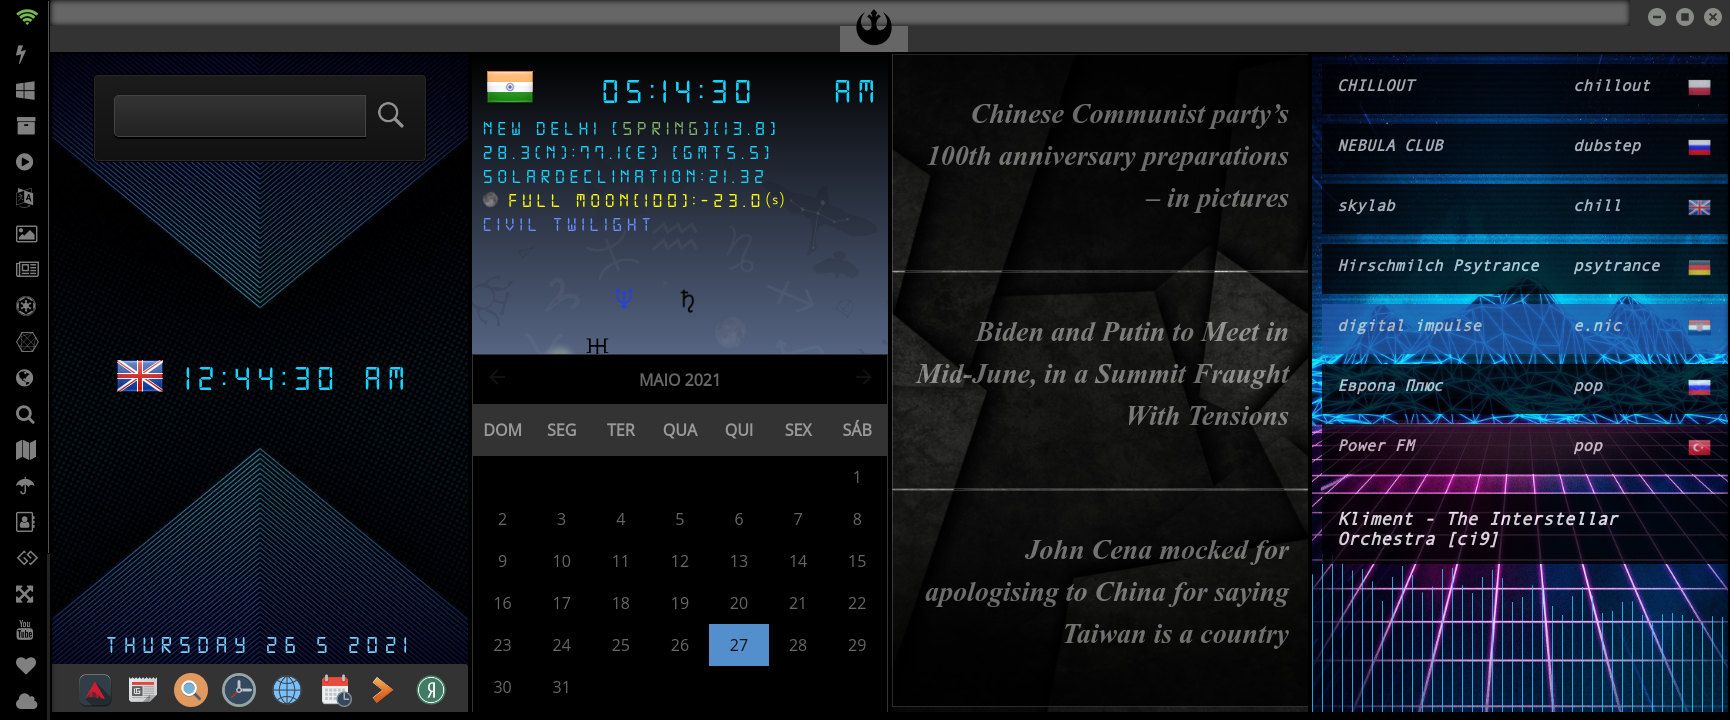 12:44:30 AM
THURSDAY 26 5 2021
05:14:30 AM
NEW DELHI [SPRING][13.8]
28.3(N):77.1(E) [GMT5.5]
SOLARDECLINATION:21.32
FULL MOON[100]:-23.0(s)
CIVIL TWILIGHT
MAIO 2021
DOM SEG TER QUA QUI SEX SÁB
1
2 3 4 5 6 7 8
9 10 11 12 13 14 15
16 17 18 19 20 21 22
23 24 25 26 27 28 29
30 31
Chinese Communist party’s
100th anniversary preparations
– in pictures
Biden and Putin to Meet in
Mid-June, in a Summit Fraught
With Tensions
John Cena mocked for
apologising to China for saying
Taiwan is a country
CHILLOUT chillout
NEBULA CLUB dubstep
skylab chill
Hirschmilch Psytrance psytrance
digital impulse e.nic
Европа Плюс pop
Power FM pop
Kliment - The Interstellar
Orchestra [ci9]
You
Tube
Я